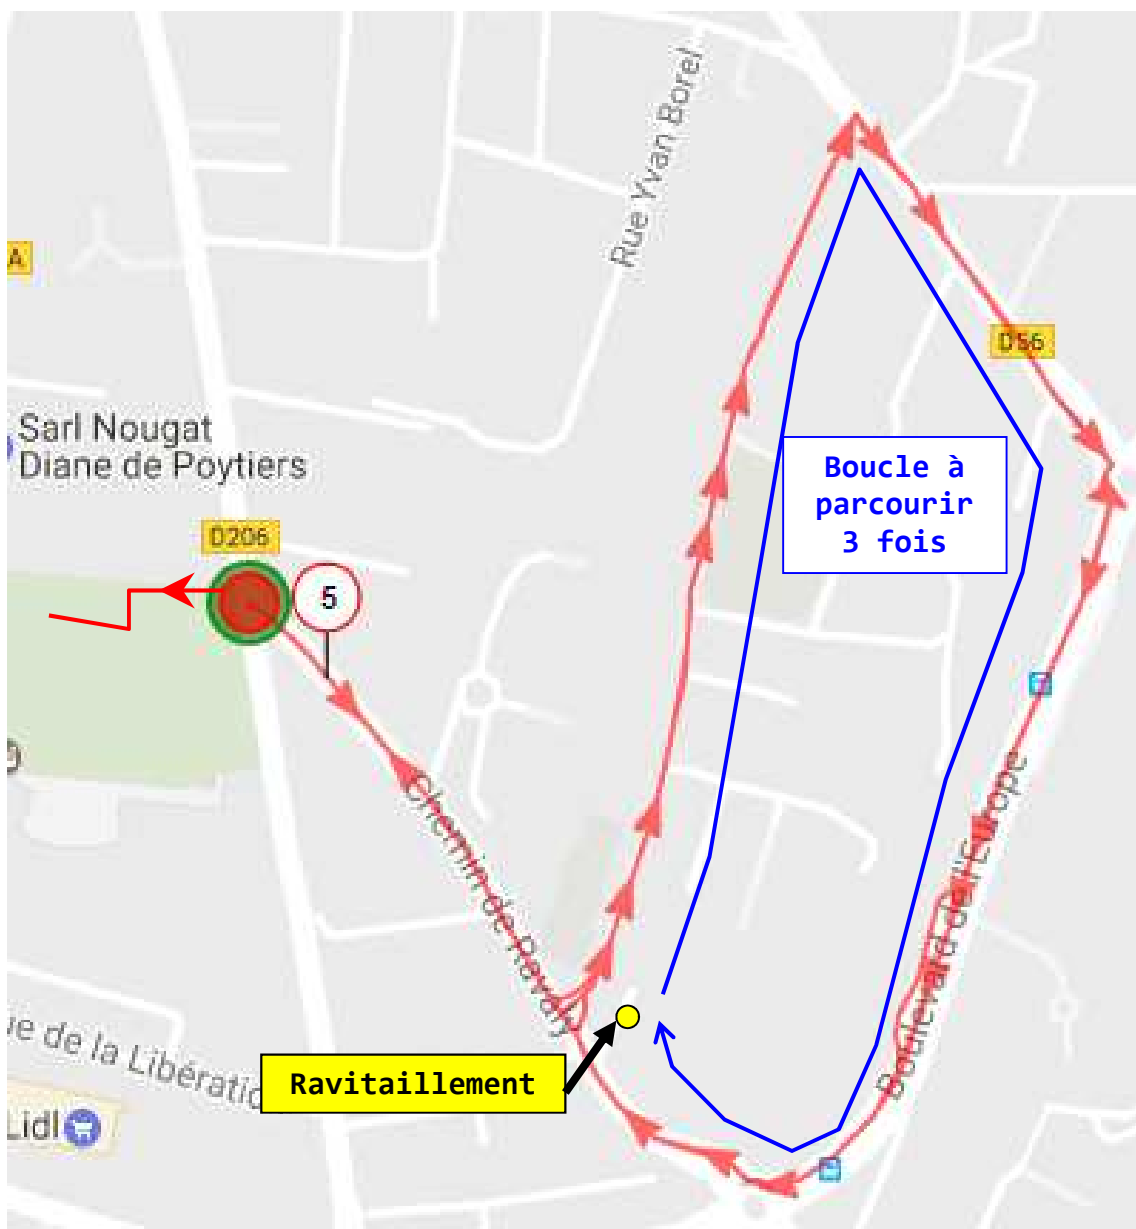 Rue Yvan Borel
A
D56
Sarl Nougat
Diane de Poytiers
Boucle à
parcourir
3 fois
D206
5
Chemin de Ravaly
Boulevard de l'Europe
ue de la Libératio
Ravitaillement
Lidl